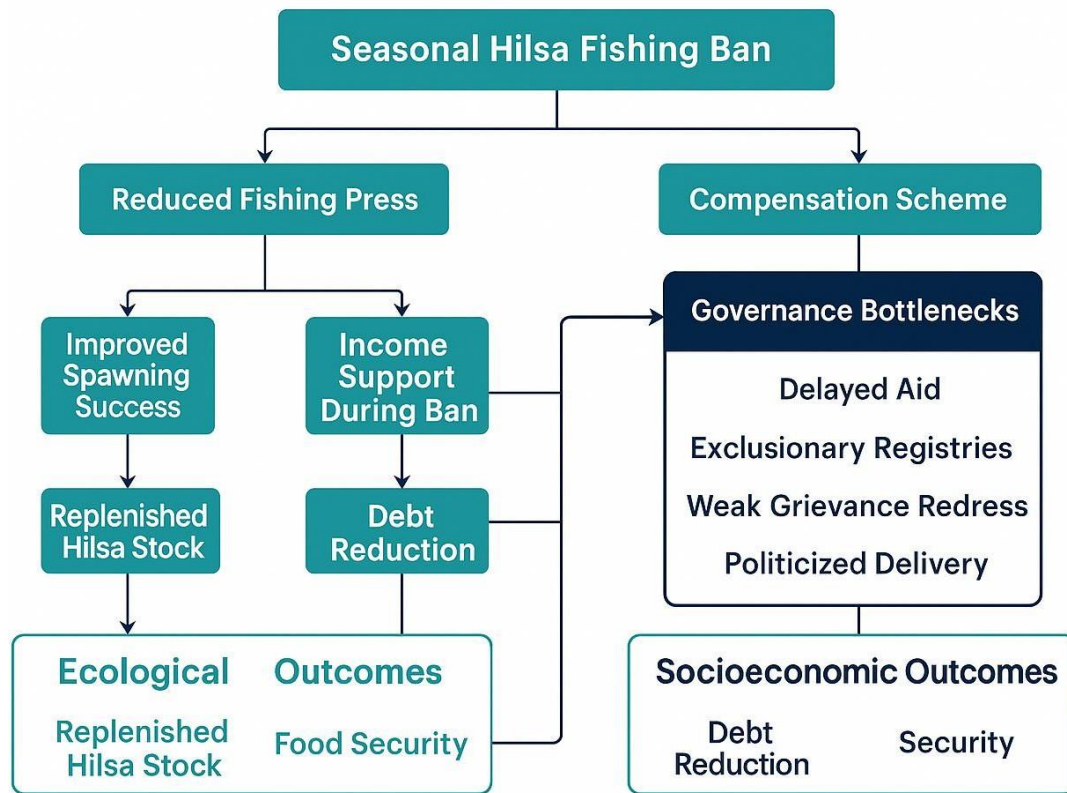 Seasonal Hilsa Fishing Ban
Reduced Fishing Press
Compensation Scheme
Improved
Spawning
Success
Income
Support
During Ban
Replenished
Hilsa Stock
Debt
Reduction
Governance Bottlenecks
Delayed Aid
Exclusionary Registries
Weak Grievance Redress
Politicized Delivery
Ecological Outcomes
Replenished
Hilsa Stock
Food Security
Socioeconomic Outcomes
Debt
Reduction
Security